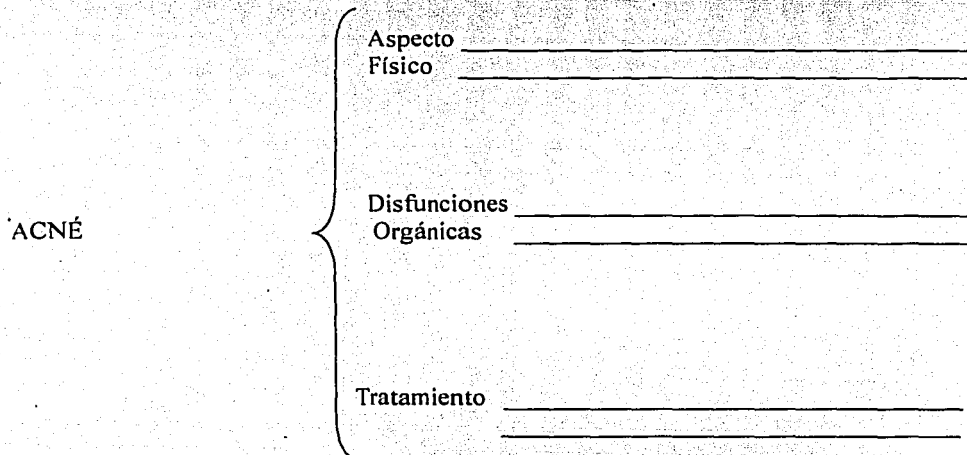 Aspecto
Físico
ACNÉ
Disfunciones
Orgánicas
Tratamiento